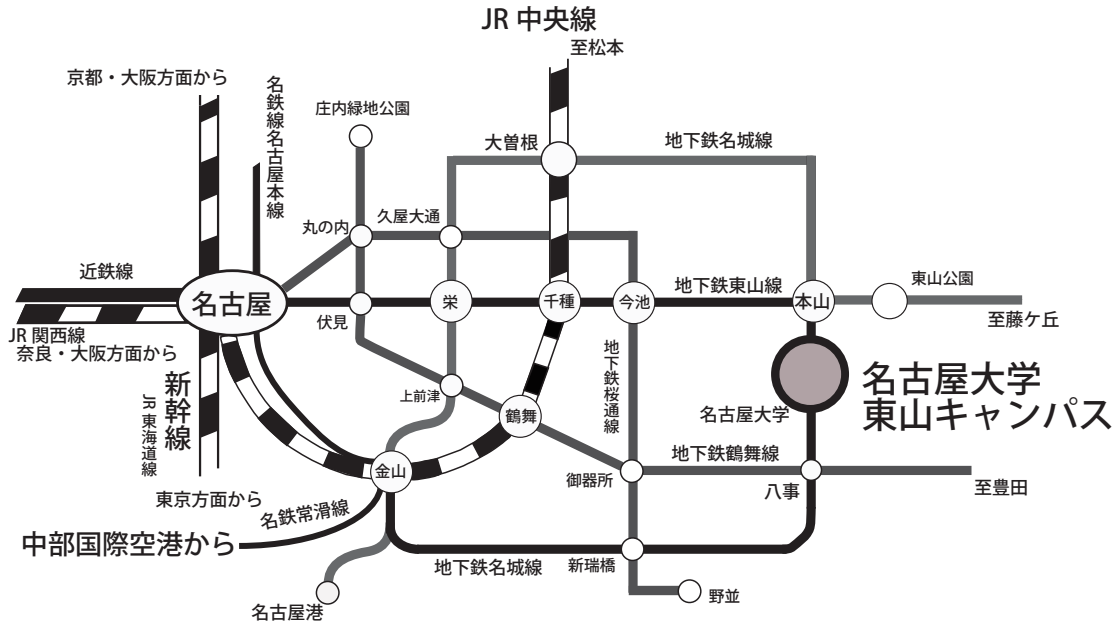 JR 中央線
至松本
京都・大阪方面から
名鉄線名古屋本線
庄内緑地公園
大曽根
地下鉄名城線
丸の内
久屋大通
近鉄線
名古屋
伏見
栄
千種
今池
地下鉄東山線
本山
東山公園
至藤ケ丘
JR 関西線
奈良・大阪方面から
新幹線
JR 東海道線
上前津
鶴舞
地下鉄桜通線
名古屋大学
名古屋大学
東山キャンパス
金山
御器所
地下鉄鶴舞線
八事
至豊田
東京方面から
名鉄常滑線
中部国際空港から
地下鉄名城線
新瑞橋
名古屋港
野並